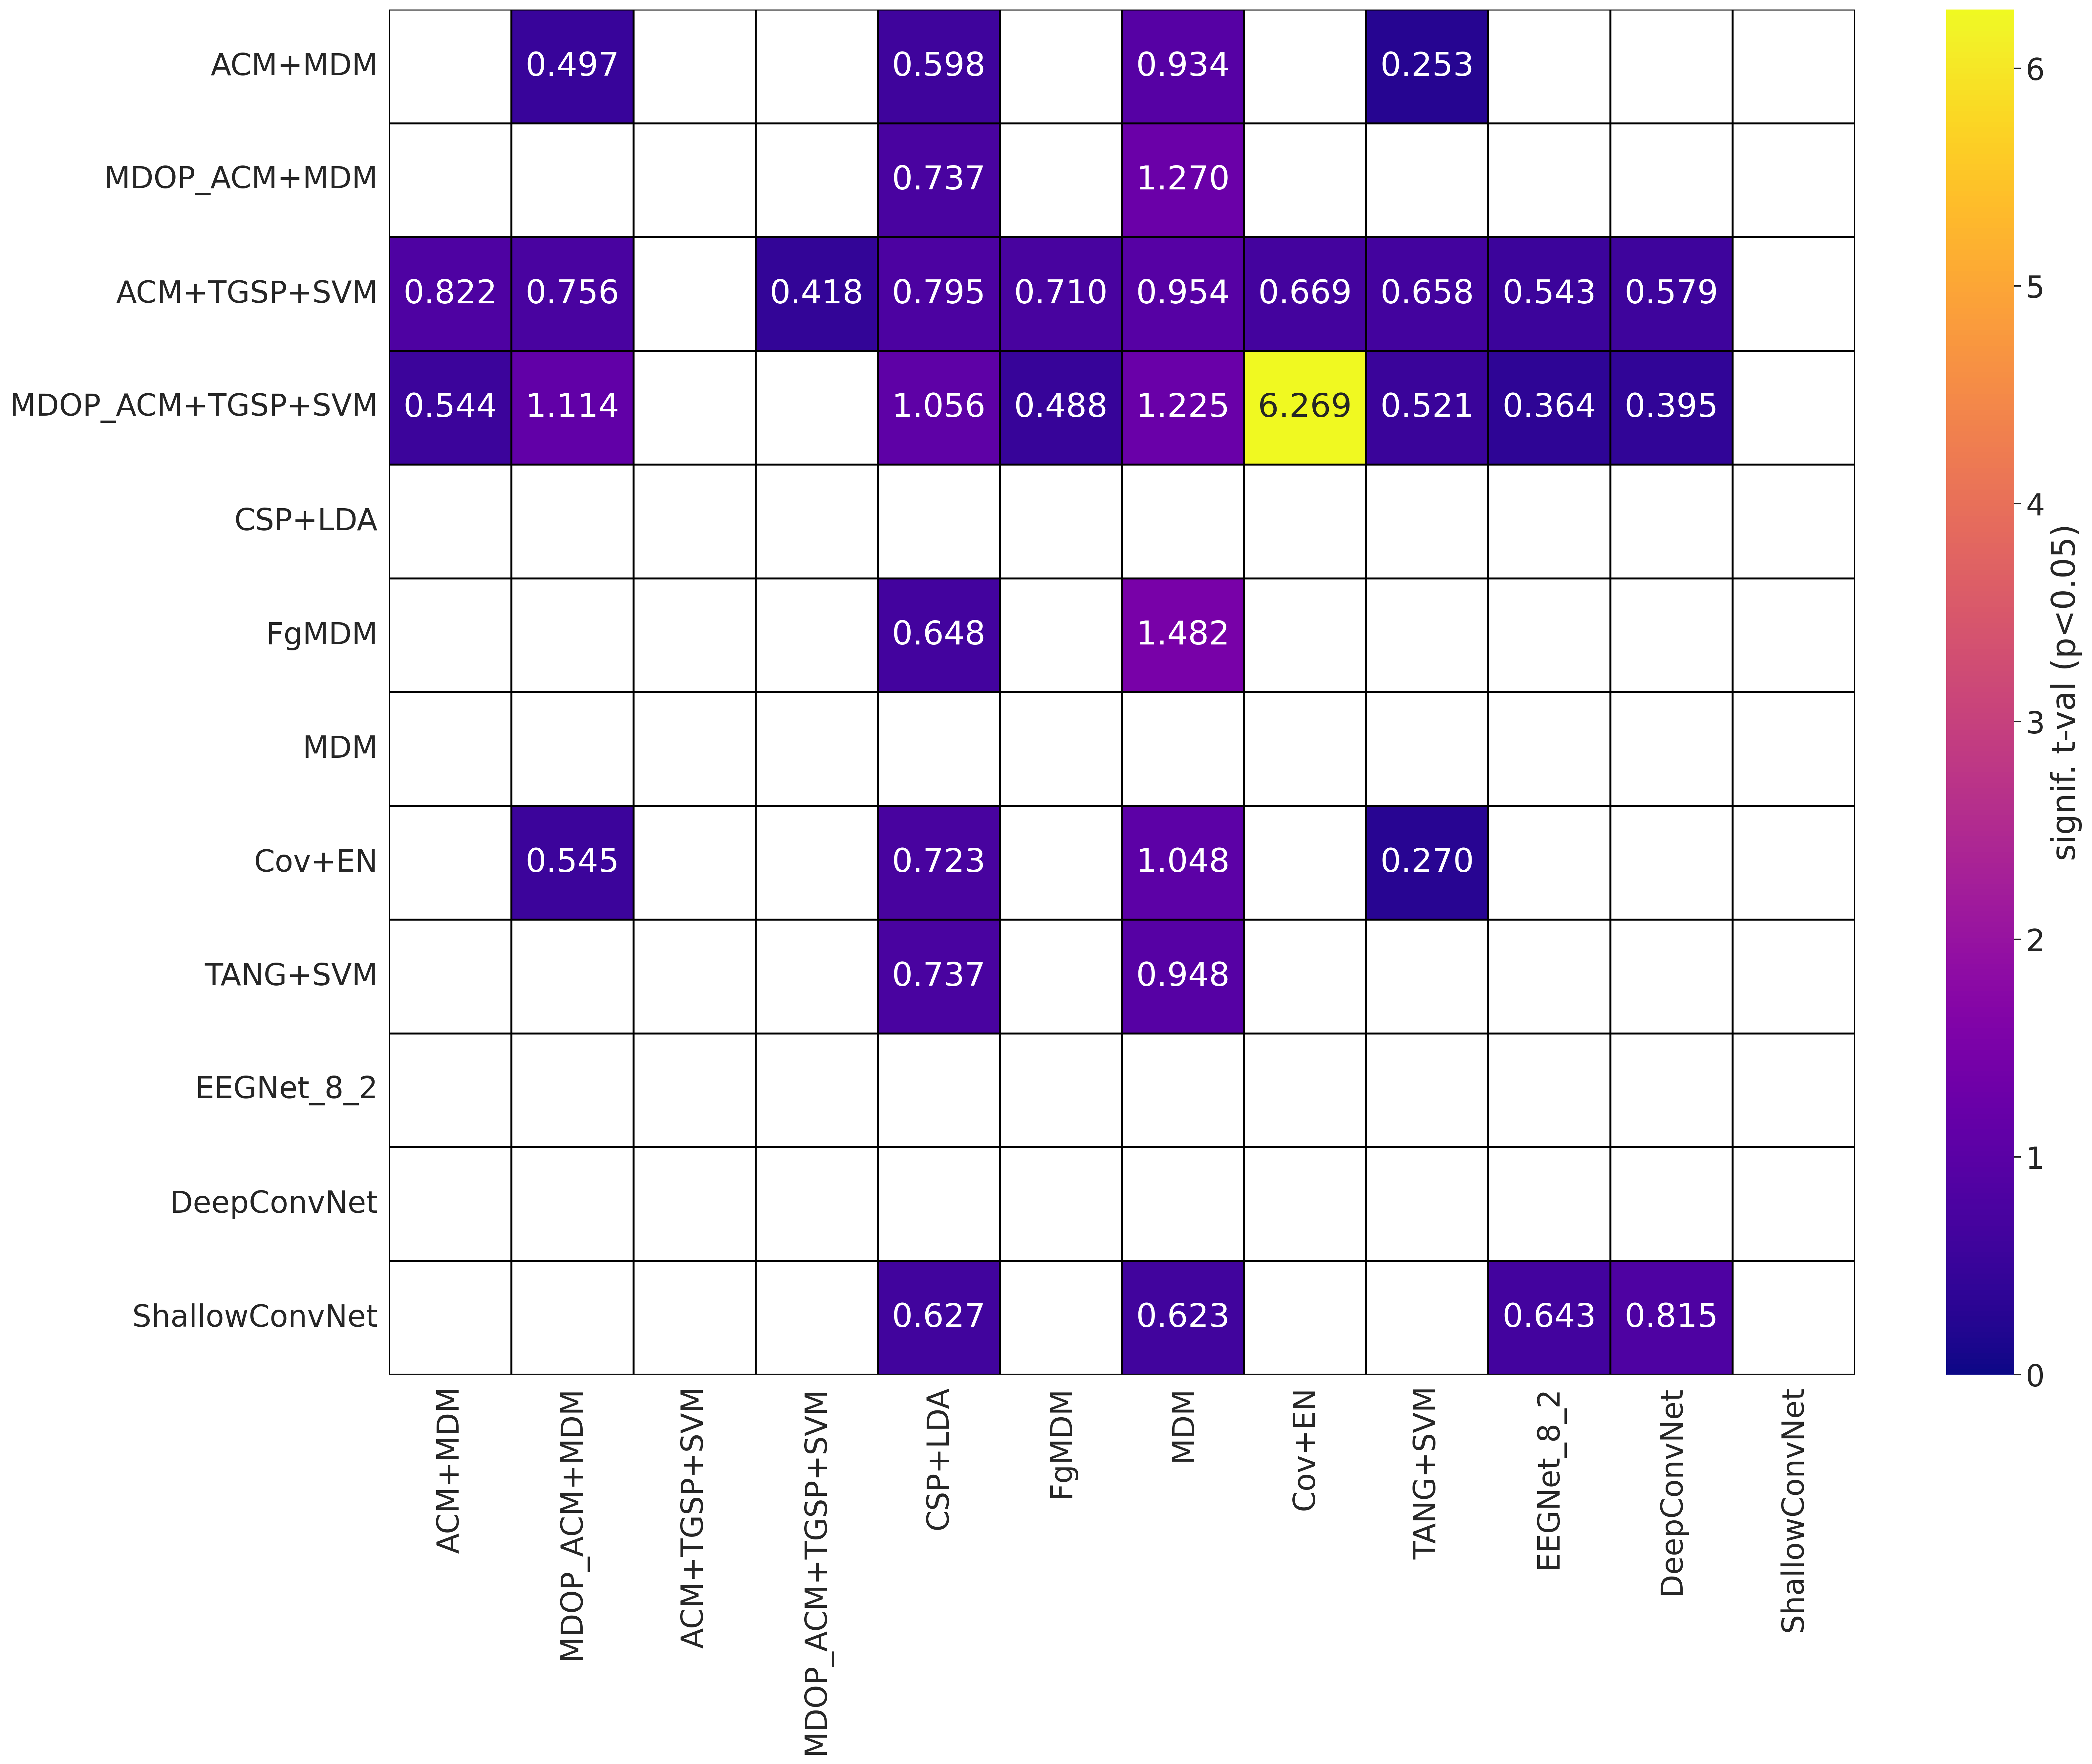 ACM+MDM 0.497 0.598 0.934 0.253
MDOP_ACM+MDM 0.737 1.270
ACM+TGSP+SVM 0.822 0.756 0.418 0.795 0.710 0.954 0.669 0.658 0.543 0.579
MDOP_ACM+TGSP+SVM 0.544 1.114 1.056 0.488 1.225 6.269 0.521 0.364 0.395
CSP+LDA
FgMDM 0.648 1.482
MDM
Cov+EN 0.545 0.723 1.048 0.270
TANG+SVM 0.737 0.948
EEGNet_8_2
DeepConvNet
ShallowConvNet 0.627 0.623 0.643 0.815
ACM+MDM
MDOP_ACM+MDM
ACM+TGSP+SVM
MDOP_ACM+TGSP+SVM
CSP+LDA
FgMDM
MDM
Cov+EN
TANG+SVM
EEGNet_8_2
DeepConvNet
ShallowConvNet
6
5
4
3
2
1
0
signif. t-val (p<0.05)